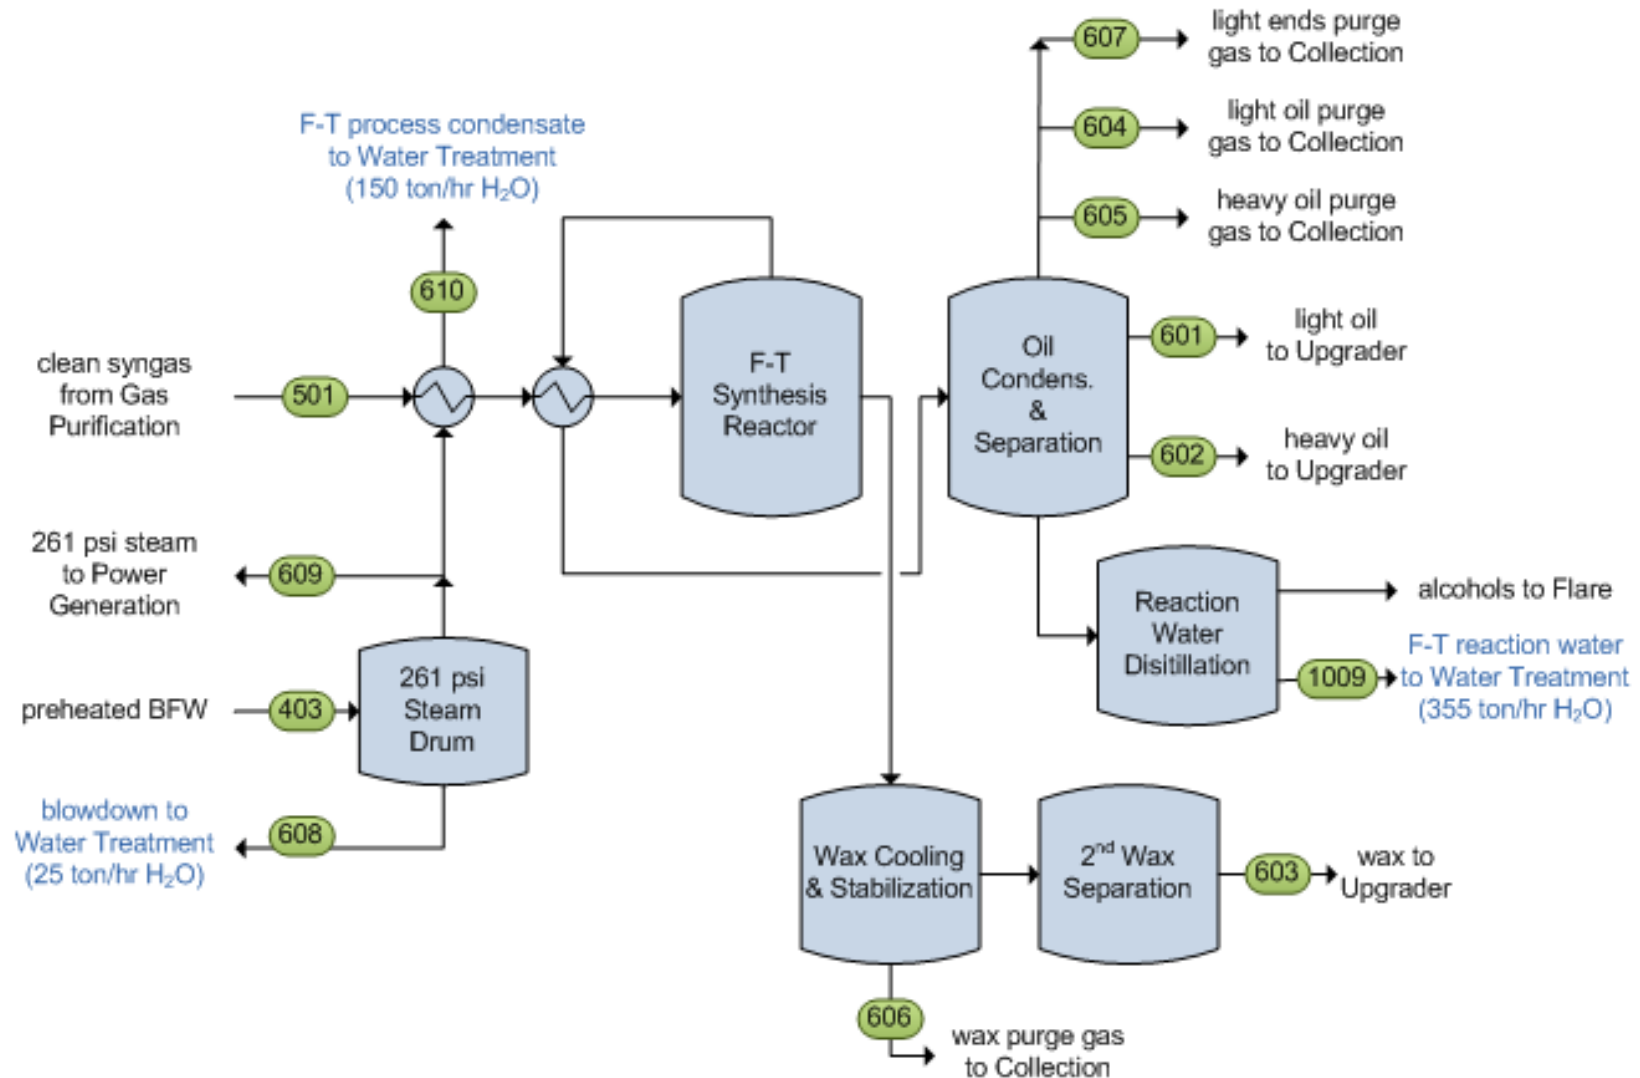 607
light ends purge
gas to Collection
604
light oil purge
gas to Collection
605
heavy oil purge
gas to Collection
F-T process condensate
to Water Treatment
(150 ton/hr H₂O)
610
clean syngas
from Gas
Purification
501
F-T
Synthesis
Reactor
Oil
Condens.
&
Separation
601
light oil
to Upgrader
602
heavy oil
to Upgrader
261 psi steam
to Power
Generation
609
Reaction
Water
Disitillation
alcohols to Flare
1009
F-T reaction water
to Water Treatment
(355 ton/hr H₂O)
preheated BFW
403
261 psi
Steam
Drum
blowdown to
Water Treatment
(25 ton/hr H₂O)
608
Wax Cooling
& Stabilization
2ⁿᵈ Wax
Separation
603
wax to
Upgrader
606
wax purge gas
to Collection